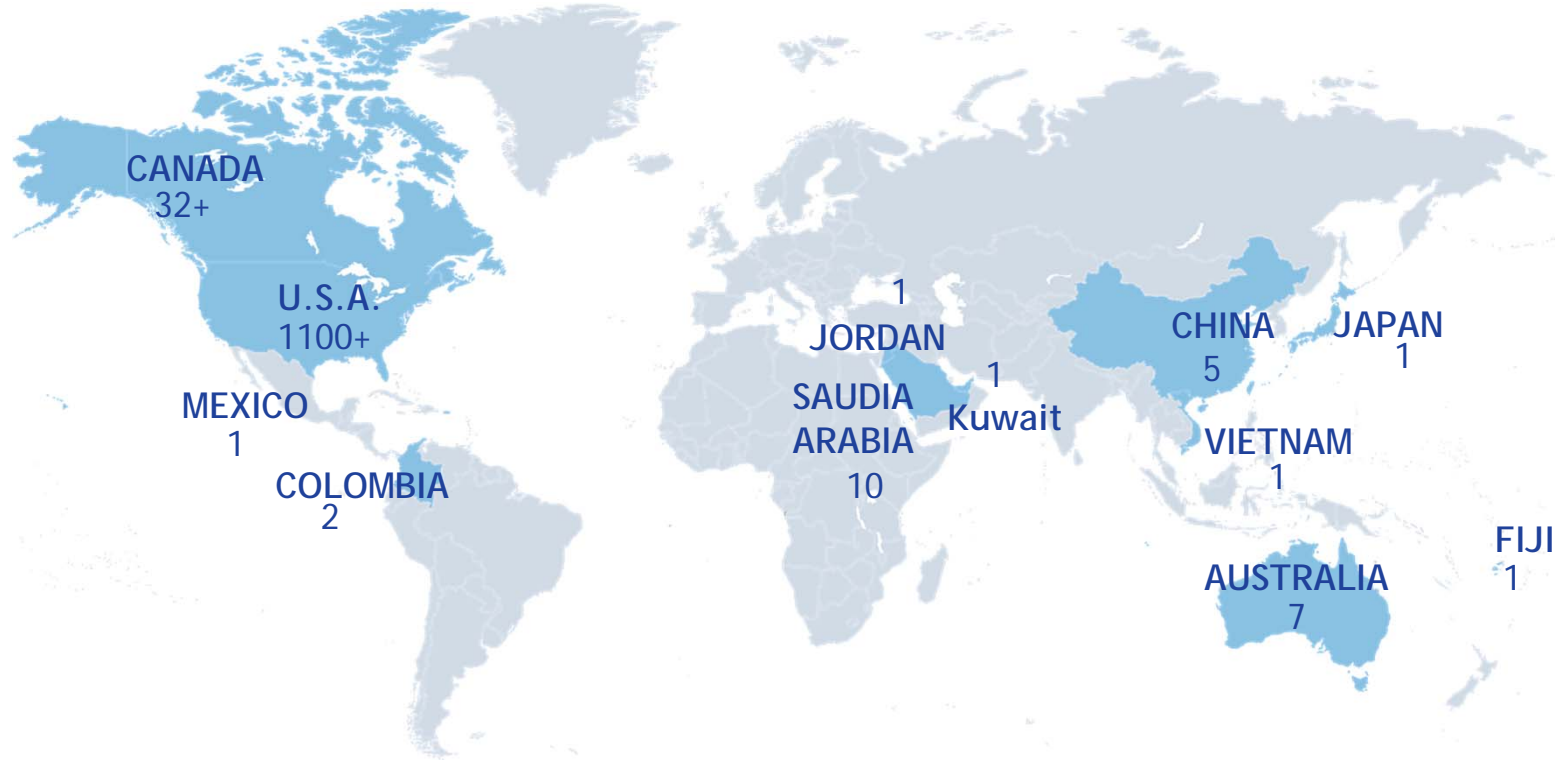 CANADA
32+
U.S.A.
1100+
MEXICO
1
COLOMBIA
2
1
JORDAN
SAUDIA
ARABIA
10
1
Kuwait
CHINA
5
JAPAN
1
VIETNAM
1
AUSTRALIA
7
FIJI
1